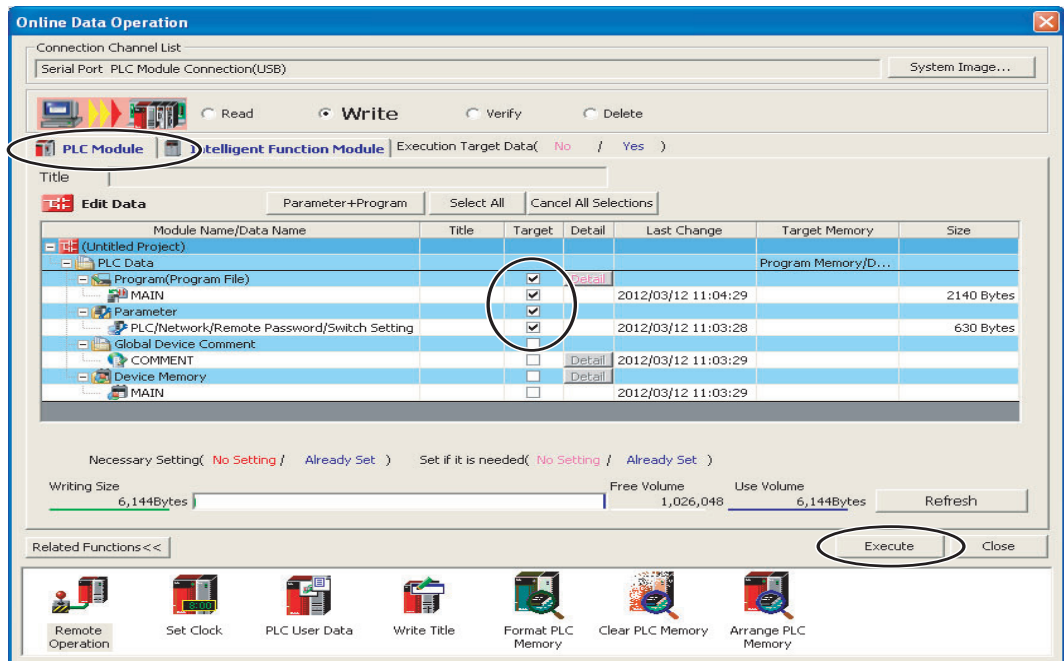 Online Data Operation
Connection Channel List
Serial Port PLC Module Connection(USB)
System Image...
Read Write Verify Delete
PLC Module Intelligent Function Module Execution Target Data( No / Yes )
Title
Edit Data Parameter+Program Select All Cancel All Selections
Module Name/Data Name Title Target Detail Last Change Target Memory Size
(Untitled Project)
PLC Data Program Memory/D...
Program(Program File) Detail
MAIN 2012/03/12 11:04:29 2140 Bytes
Parameter
PLC/Network/Remote Password/Switch Setting 2012/03/12 11:03:28 630 Bytes
Global Device Comment
COMMENT Detail 2012/03/12 11:03:29
Device Memory Detail
MAIN 2012/03/12 11:03:29
Necessary Setting( No Setting / Already Set ) Set if it is needed( No Setting / Already Set )
Writing Size Free Volume Use Volume
6,144Bytes 1,026,048 6,144Bytes Refresh
Related Functions<< Execute Close
8:00
Remote Operation
Set Clock
PLC User Data
Write Title
Format PLC Memory
Clear PLC Memory
Arrange PLC Memory